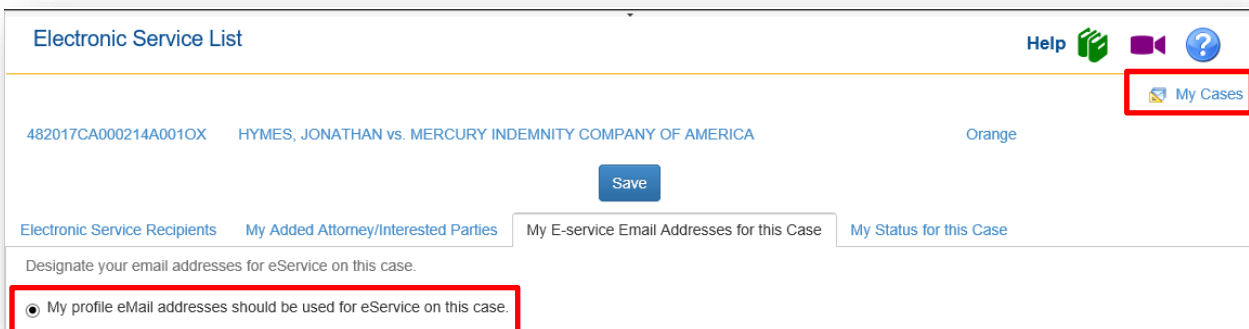 Electronic Service List
Help
My Cases
482017CA000214A001OX HYMES, JONATHAN vs. MERCURY INDEMNITY COMPANY OF AMERICA Orange
Save
Electronic Service Recipients My Added Attorney/Interested Parties My E-service Email Addresses for this Case My Status for this Case
Designate your email addresses for eService on this case.
My profile eMail addresses should be used for eService on this case.